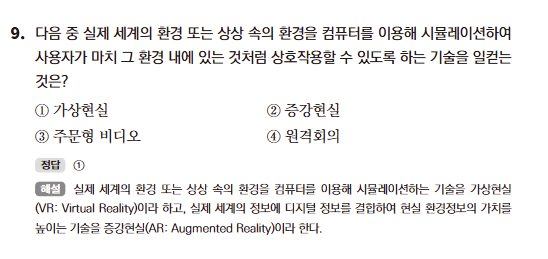 9. 다음 중 실제 세계의 환경 또는 상상 속의 환경을 컴퓨터를 이용해 시뮬레이션하여
사용자가 마치 그 환경 내에 있는 것처럼 상호작용할 수 있도록 하는 기술을 일컫는
것은?
① 가상현실 ② 증강현실
③ 주문형 비디오 ④ 원격회의
정답 ①
해설 실제 세계의 환경 또는 상상 속의 환경을 컴퓨터를 이용해 시뮬레이션하는 기술을 가상현실
(VR: Virtual Reality)이라 하고, 실제 세계의 정보에 디지털 정보를 결합하여 현실 환경정보의 가치를
높이는 기술을 증강현실(AR: Augmented Reality)이라 한다.